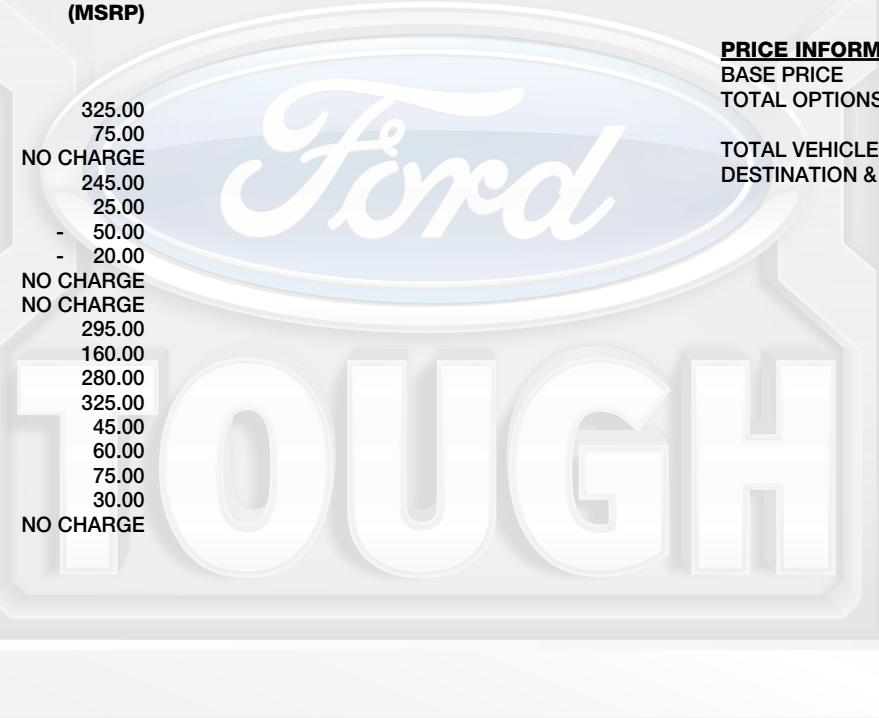 (MSRP)
325.00
75.00
NO CHARGE
245.00
25.00
- 50.00
- 20.00
NO CHARGE
NO CHARGE
295.00
160.00
280.00
325.00
45.00
60.00
75.00
30.00
NO CHARGE
PRICE INFORM
BASE PRICE
TOTAL OPTIONS
TOTAL VEHICLE
DESTINATION &
Ford
TOUGH